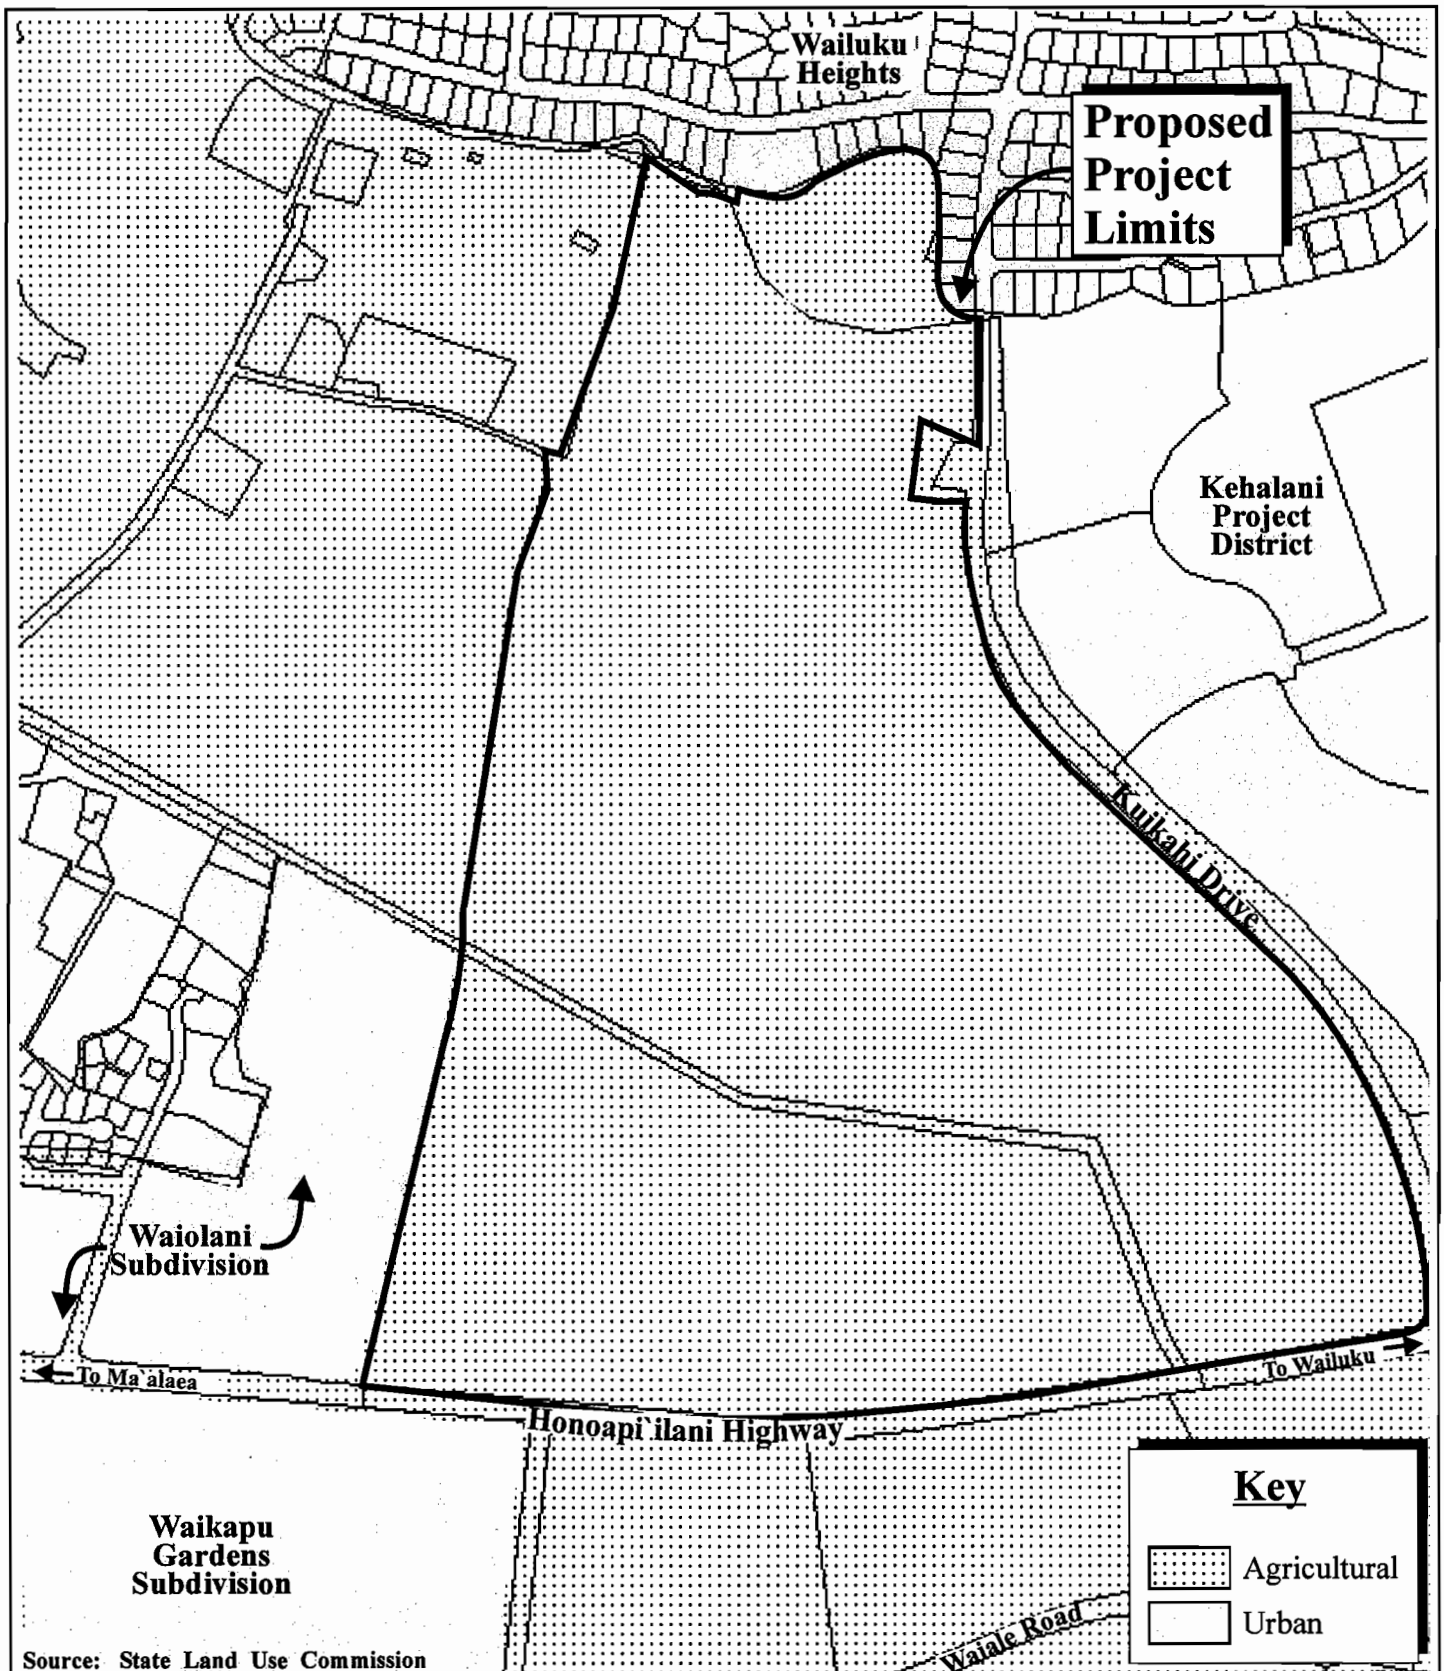 Wailuku
Heights
Proposed
Project
Limits
Kehalani
Project
District
Kuikahi Drive
Waiolani
Subdivision
To Ma`alaea
To Wailuku
Honoapi`ilani Highway
Key
Agricultural
Urban
Waikapu
Gardens
Subdivision
Waiale Road
Source: State Land Use Commission